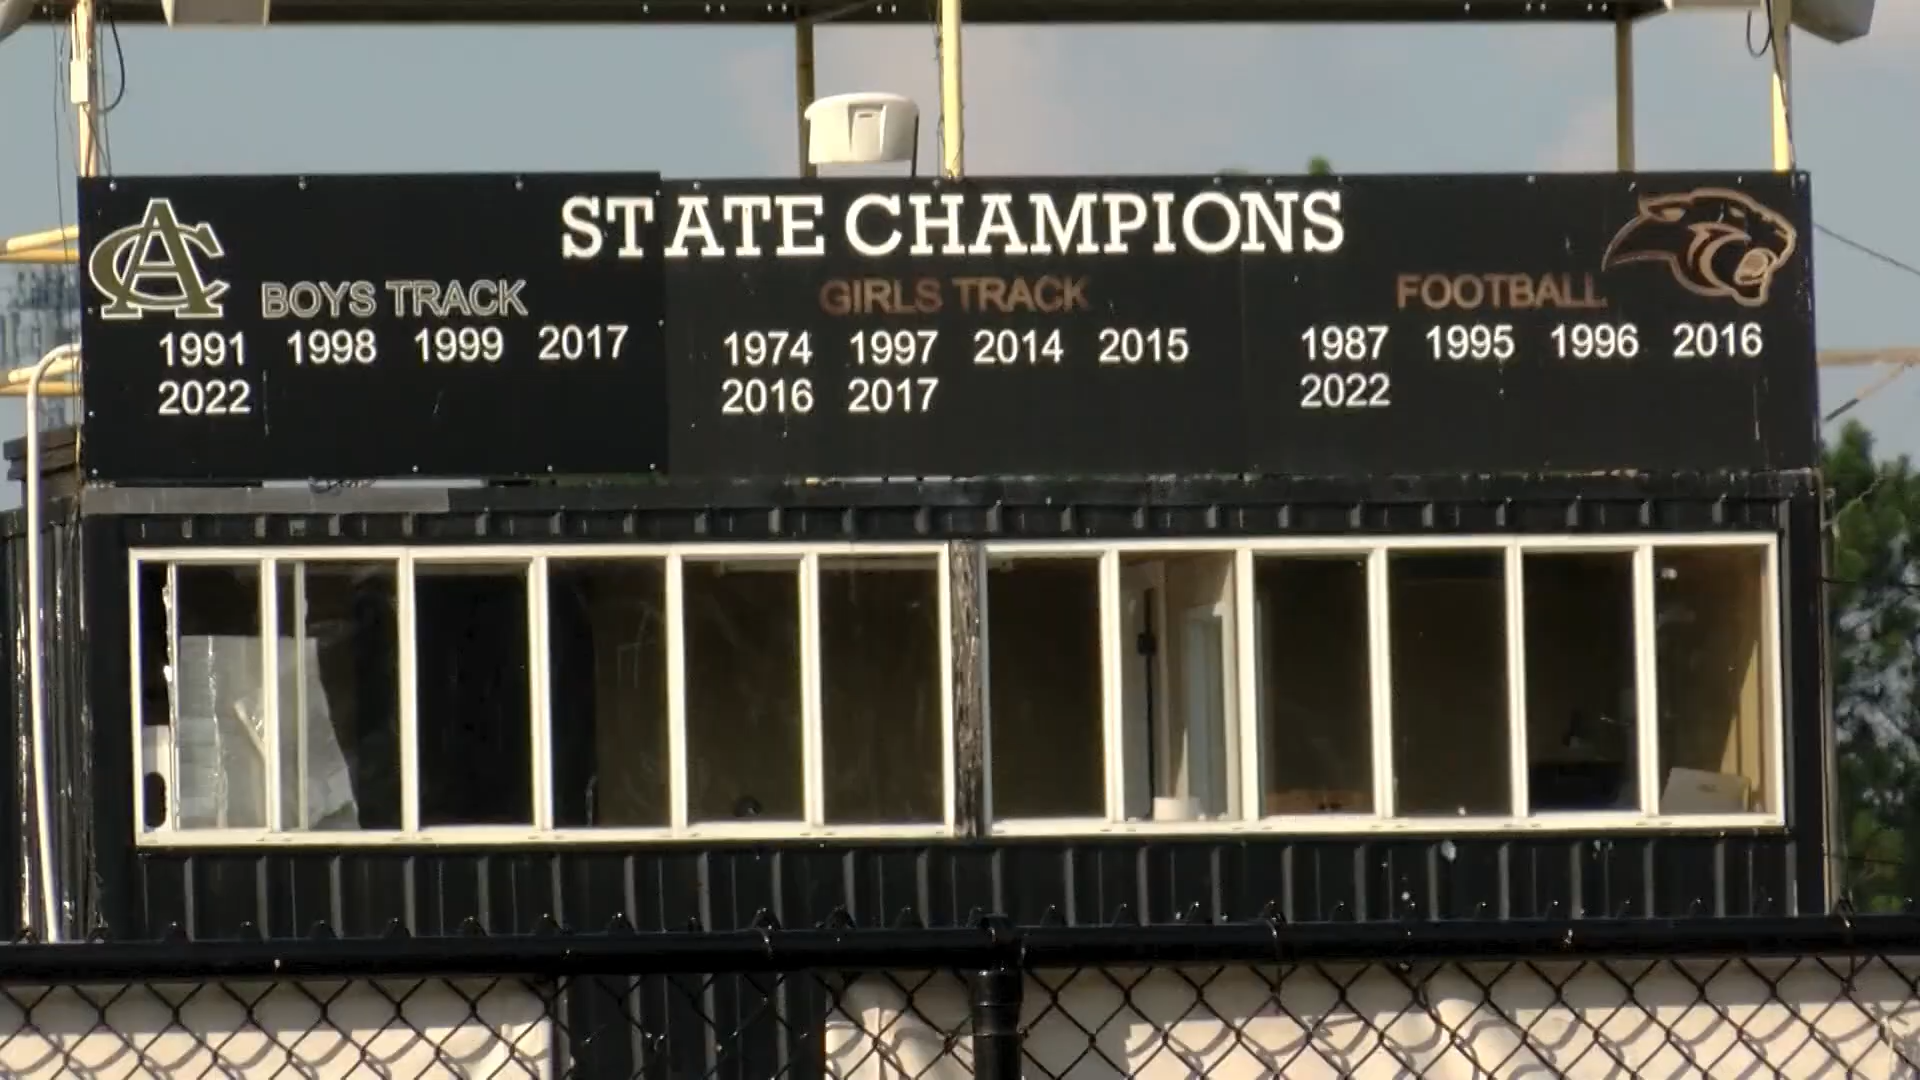 STATE CHAMPIONS
AC
BOYS TRACK
1991 1998 1999 2017
2022
GIRLS TRACK
1974 1997 2014 2015
2016 2017
FOOTBALL
1987 1995 1996 2016
2022